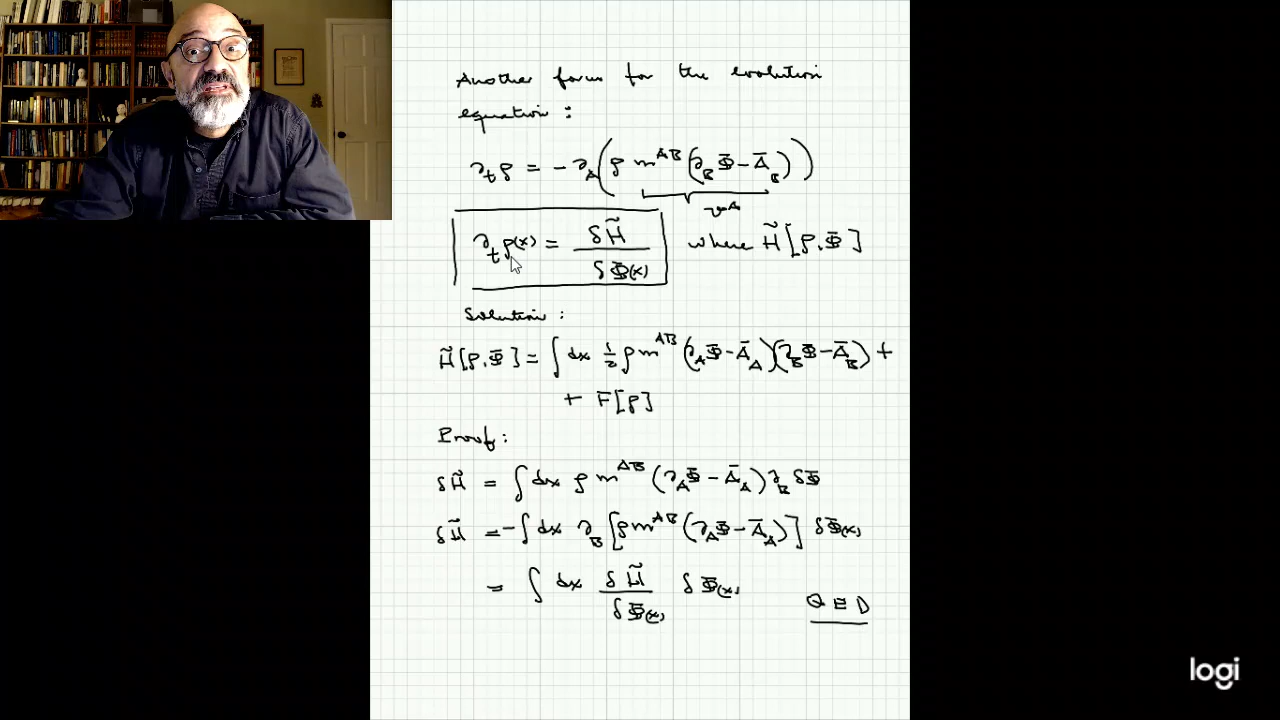 Another form for the evolution
equation :
∂_t ρ = − ∂_A ( ρ m^{AB} ( ∂_B Φ − Ā_B ) )
v^A
∂_t ρ(x) = δH̃ / δΦ(x) where H̃[ρ,Φ]
Solution :
H̃[ρ,Φ] = ∫ dx ½ ρ m^{AB} (∂_A Φ − Ā_A)(∂_B Φ − Ā_B) +
+ F[ρ]
Proof :
δH̃ = ∫ dx ρ m^{AB} (∂_A Φ − Ā_A) ∂_B δΦ
δH̃ = − ∫ dx ∂_B [ρ m^{AB} (∂_A Φ − Ā_A)] δΦ(x)
= ∫ dx δH̃ / δΦ(x) δΦ(x)
QED
logi